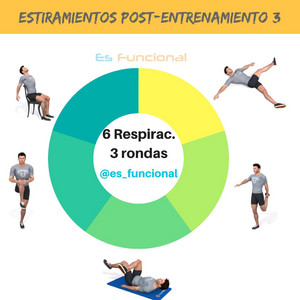 ESTIRAMIENTOS POST-ENTRENAMIENTO 3
Es Funcional
6 Respirac.
3 rondas
@es_funcional